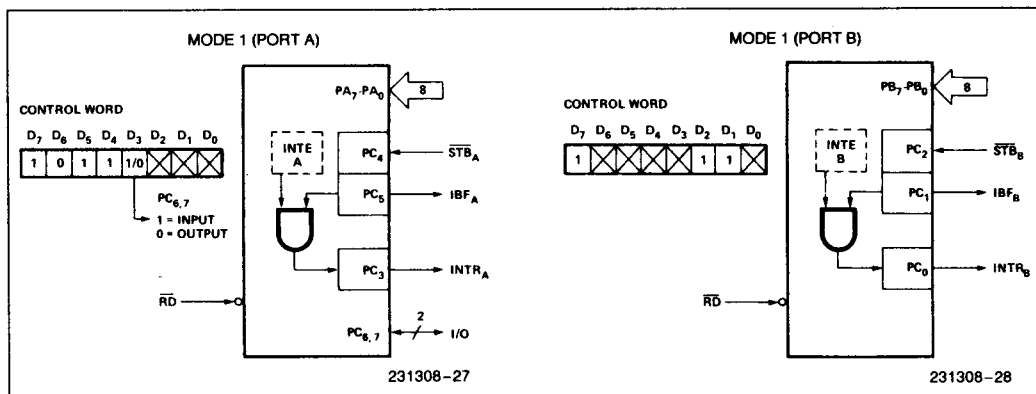 MODE 1 (PORT A)
PA7-PA0
8
CONTROL WORD
D7 D6 D5 D4 D3 D2 D1 D0
1 0 1 1 1/0
PC6,7
1 = INPUT
0 = OUTPUT
INTE
A
PC4
STBA
PC5
IBFA
PC3
INTRA
RD
PC6, 7
2
I/O
231308-27
MODE 1 (PORT B)
PB7-PB0
8
CONTROL WORD
D7 D6 D5 D4 D3 D2 D1 D0
1 1 1
INTE
B
PC2
STBB
PC1
IBFB
PC0
INTRB
RD
231308-28